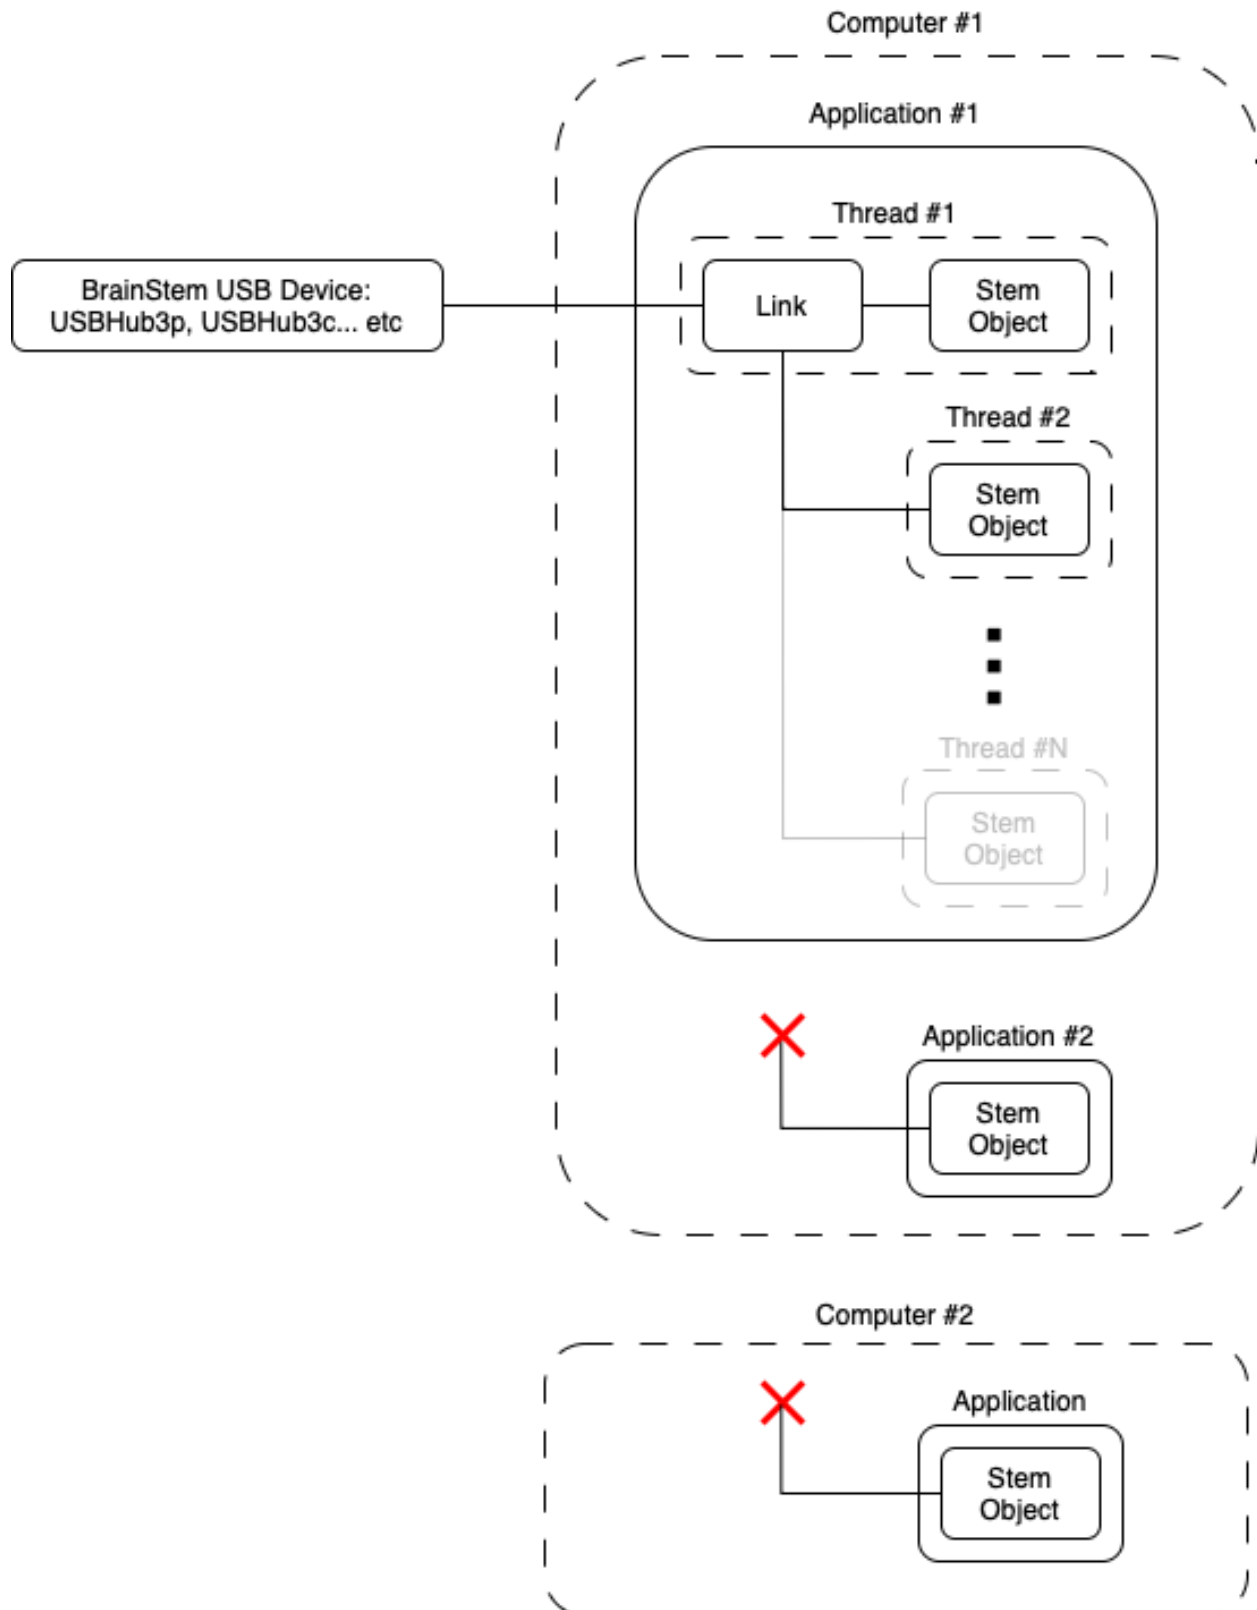 Computer #1
Application #1
Thread #1
BrainStem USB Device:
USBHub3p, USBHub3c... etc
Link
Stem
Object
Thread #2
Stem
Object
Thread #N
Stem
Object
Application #2
Stem
Object
Computer #2
Application
Stem
Object